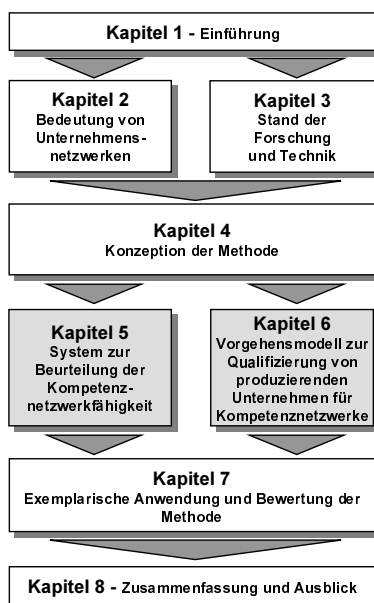 Kapitel 1 - Einführung
Kapitel 2
Bedeutung von
Unternehmens-
netzwerken
Kapitel 3
Stand der
Forschung
und Technik
Kapitel 4
Konzeption der Methode
Kapitel 5
System zur
Beurteilung der
Kompetenz-
netzwerkfähigkeit
Kapitel 6
Vorgehensmodell zur
Qualifizierung von
produzierenden
Unternehmen für
Kompetenznetzwerke
Kapitel 7
Exemplarische Anwendung und Bewertung der
Methode
Kapitel 8 - Zusammenfassung und Ausblick